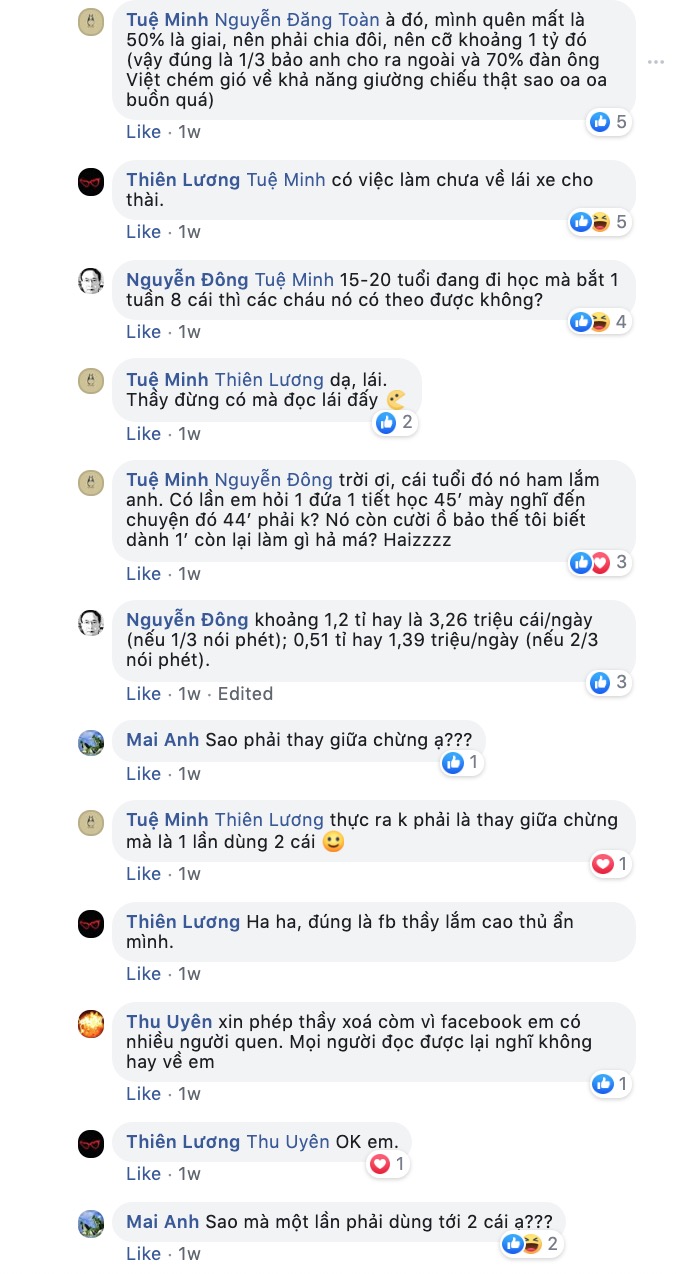 Tuệ Minh Nguyễn Đăng Toàn à đó, mình quên mất là
50% là giai, nên phải chia đôi, nên cỡ khoảng 1 tỷ đó
(vậy đúng là 1/3 bảo anh cho ra ngoài và 70% đàn ông
Việt chém gió về khả năng giường chiếu thật sao oa oa
buồn quá)
5
Like · 1w
Thiên Lương Tuệ Minh có việc làm chưa về lái xe cho
thài.
5
Like · 1w
Nguyễn Đông Tuệ Minh 15-20 tuổi đang đi học mà bắt 1
tuần 8 cái thì các cháu nó có theo được không?
4
Like · 1w
Tuệ Minh Thiên Lương dạ, lái.
Thầy đừng có mà đọc lái đấy
2
Like · 1w
Tuệ Minh Nguyễn Đông trời ơi, cái tuổi đó nó ham lắm
anh. Có lần em hỏi 1 đứa 1 tiết học 45’ mày nghĩ đến
chuyện đó 44’ phải k? Nó còn cười ồ bảo thế tôi biết
dành 1’ còn lại làm gì hả má? Haizzzz
3
Like · 1w
Nguyễn Đông khoảng 1,2 tỉ hay là 3,26 triệu cái/ngày
(nếu 1/3 nói phét); 0,51 tỉ hay 1,39 triệu/ngày (nếu 2/3
nói phét).
3
Like · 1w · Edited
Mai Anh Sao phải thay giữa chừng ạ???
1
Like · 1w
Tuệ Minh Thiên Lương thực ra k phải là thay giữa chừng
mà là 1 lần dùng 2 cái
1
Like · 1w
Thiên Lương Ha ha, đúng là fb thầy lắm cao thủ ẩn
mình.
Like · 1w
Thu Uyên xin phép thầy xoá còm vì facebook em có
nhiều người quen. Mọi người đọc được lại nghĩ không
hay về em
1
Like · 1w
Thiên Lương Thu Uyên OK em.
1
Like · 1w
Mai Anh Sao mà một lần phải dùng tới 2 cái ạ???
2
Like · 1w